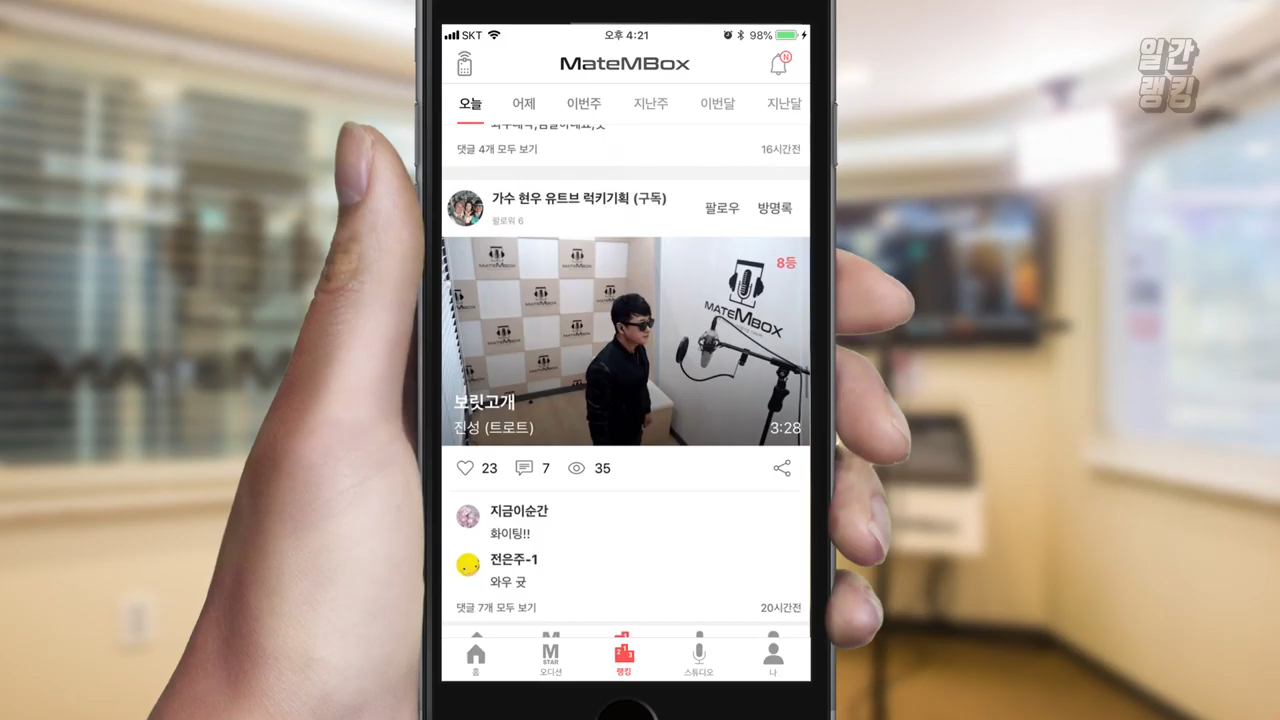 SKT 오후 4:21 98%
MateMBox N
일간
랭킹
오늘 어제 이번주 지난주 이번달 지난달
댓글 4개 모두 보기 16시간전
가수 현우 유트브 럭키기획 (구독)
팔로워 6
팔로우 방명록
8등
MATEMBOX
보릿고개
진성 (트로트) 3:28
23 7 35
지금이순간
화이팅!!
전은주-1
와우 굿
댓글 7개 모두 보기 20시간전
홈 M STAR 오디션 2 1 3 랭킹 스튜디오 나